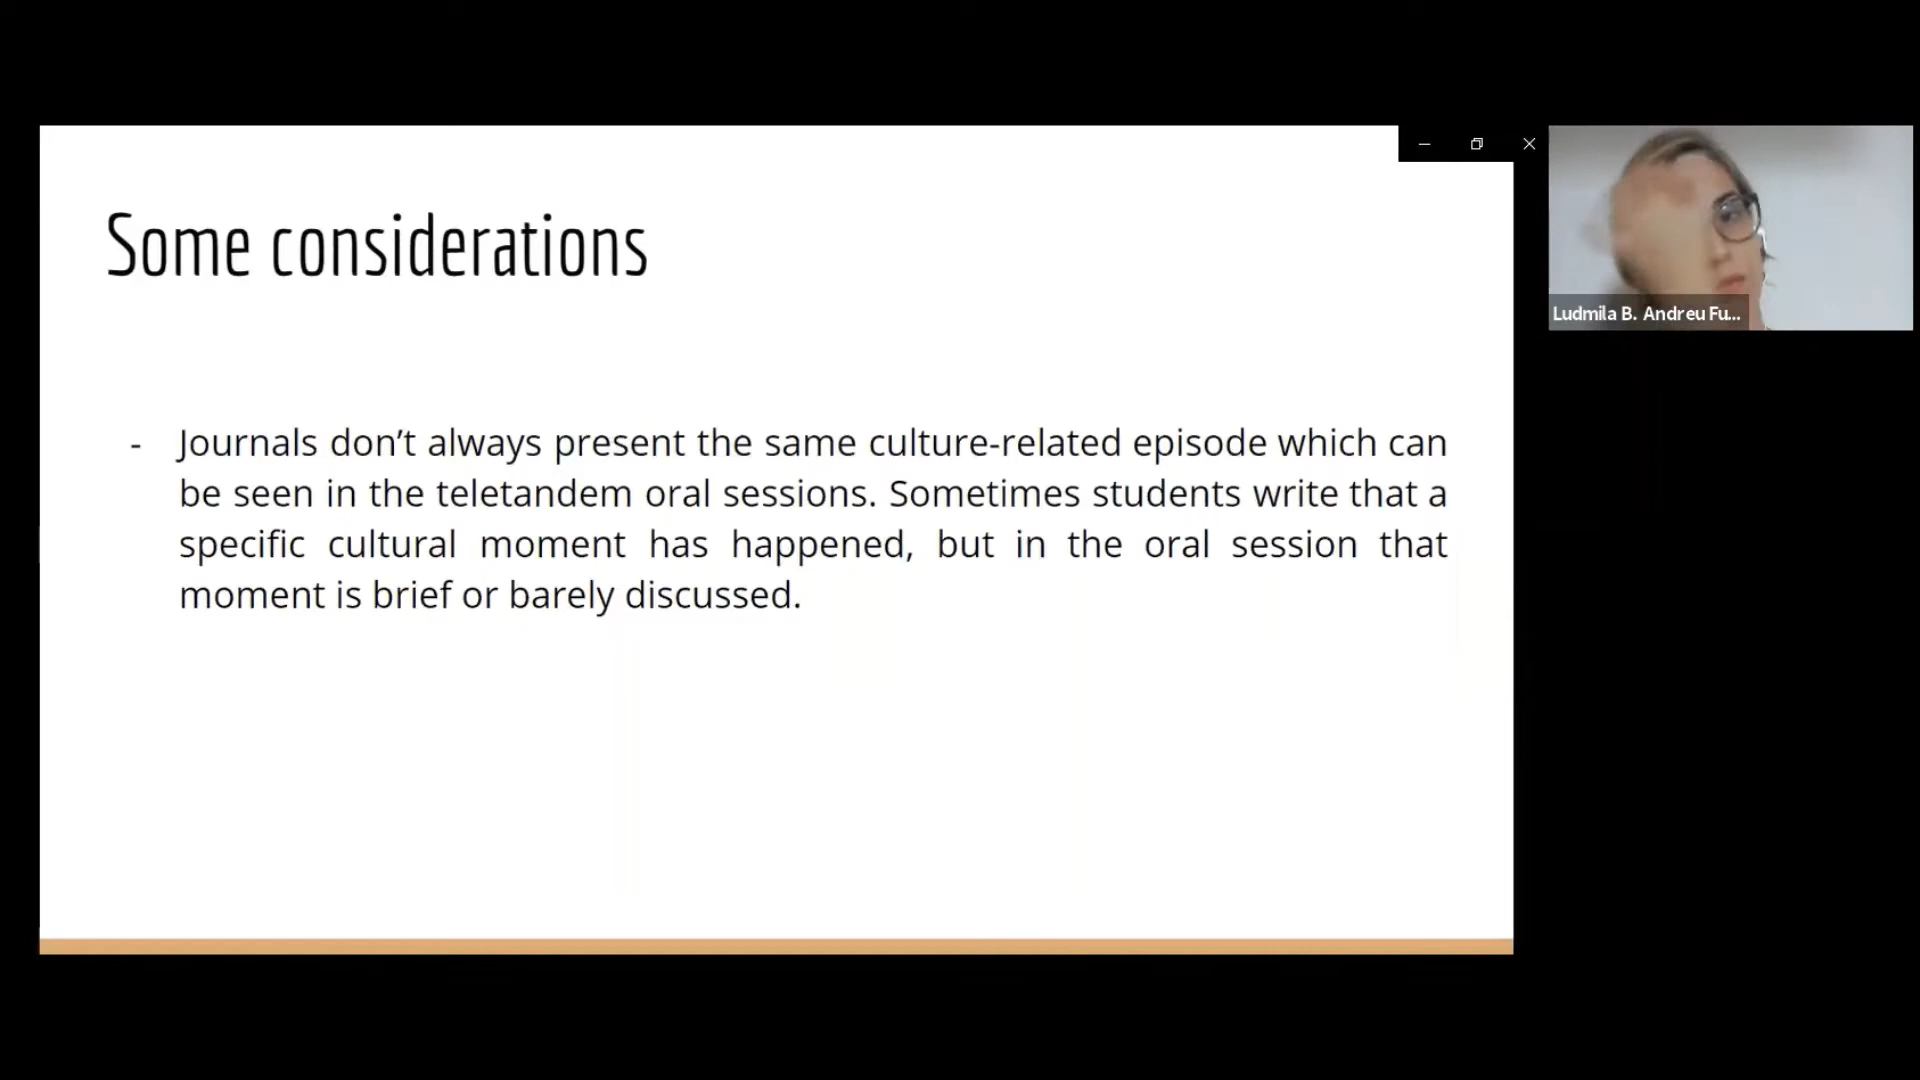 Some considerations
- Journals don’t always present the same culture-related episode which can
be seen in the teletandem oral sessions. Sometimes students write that a
specific cultural moment has happened, but in the oral session that
moment is brief or barely discussed.
Ludmila B. Andreu Fu...